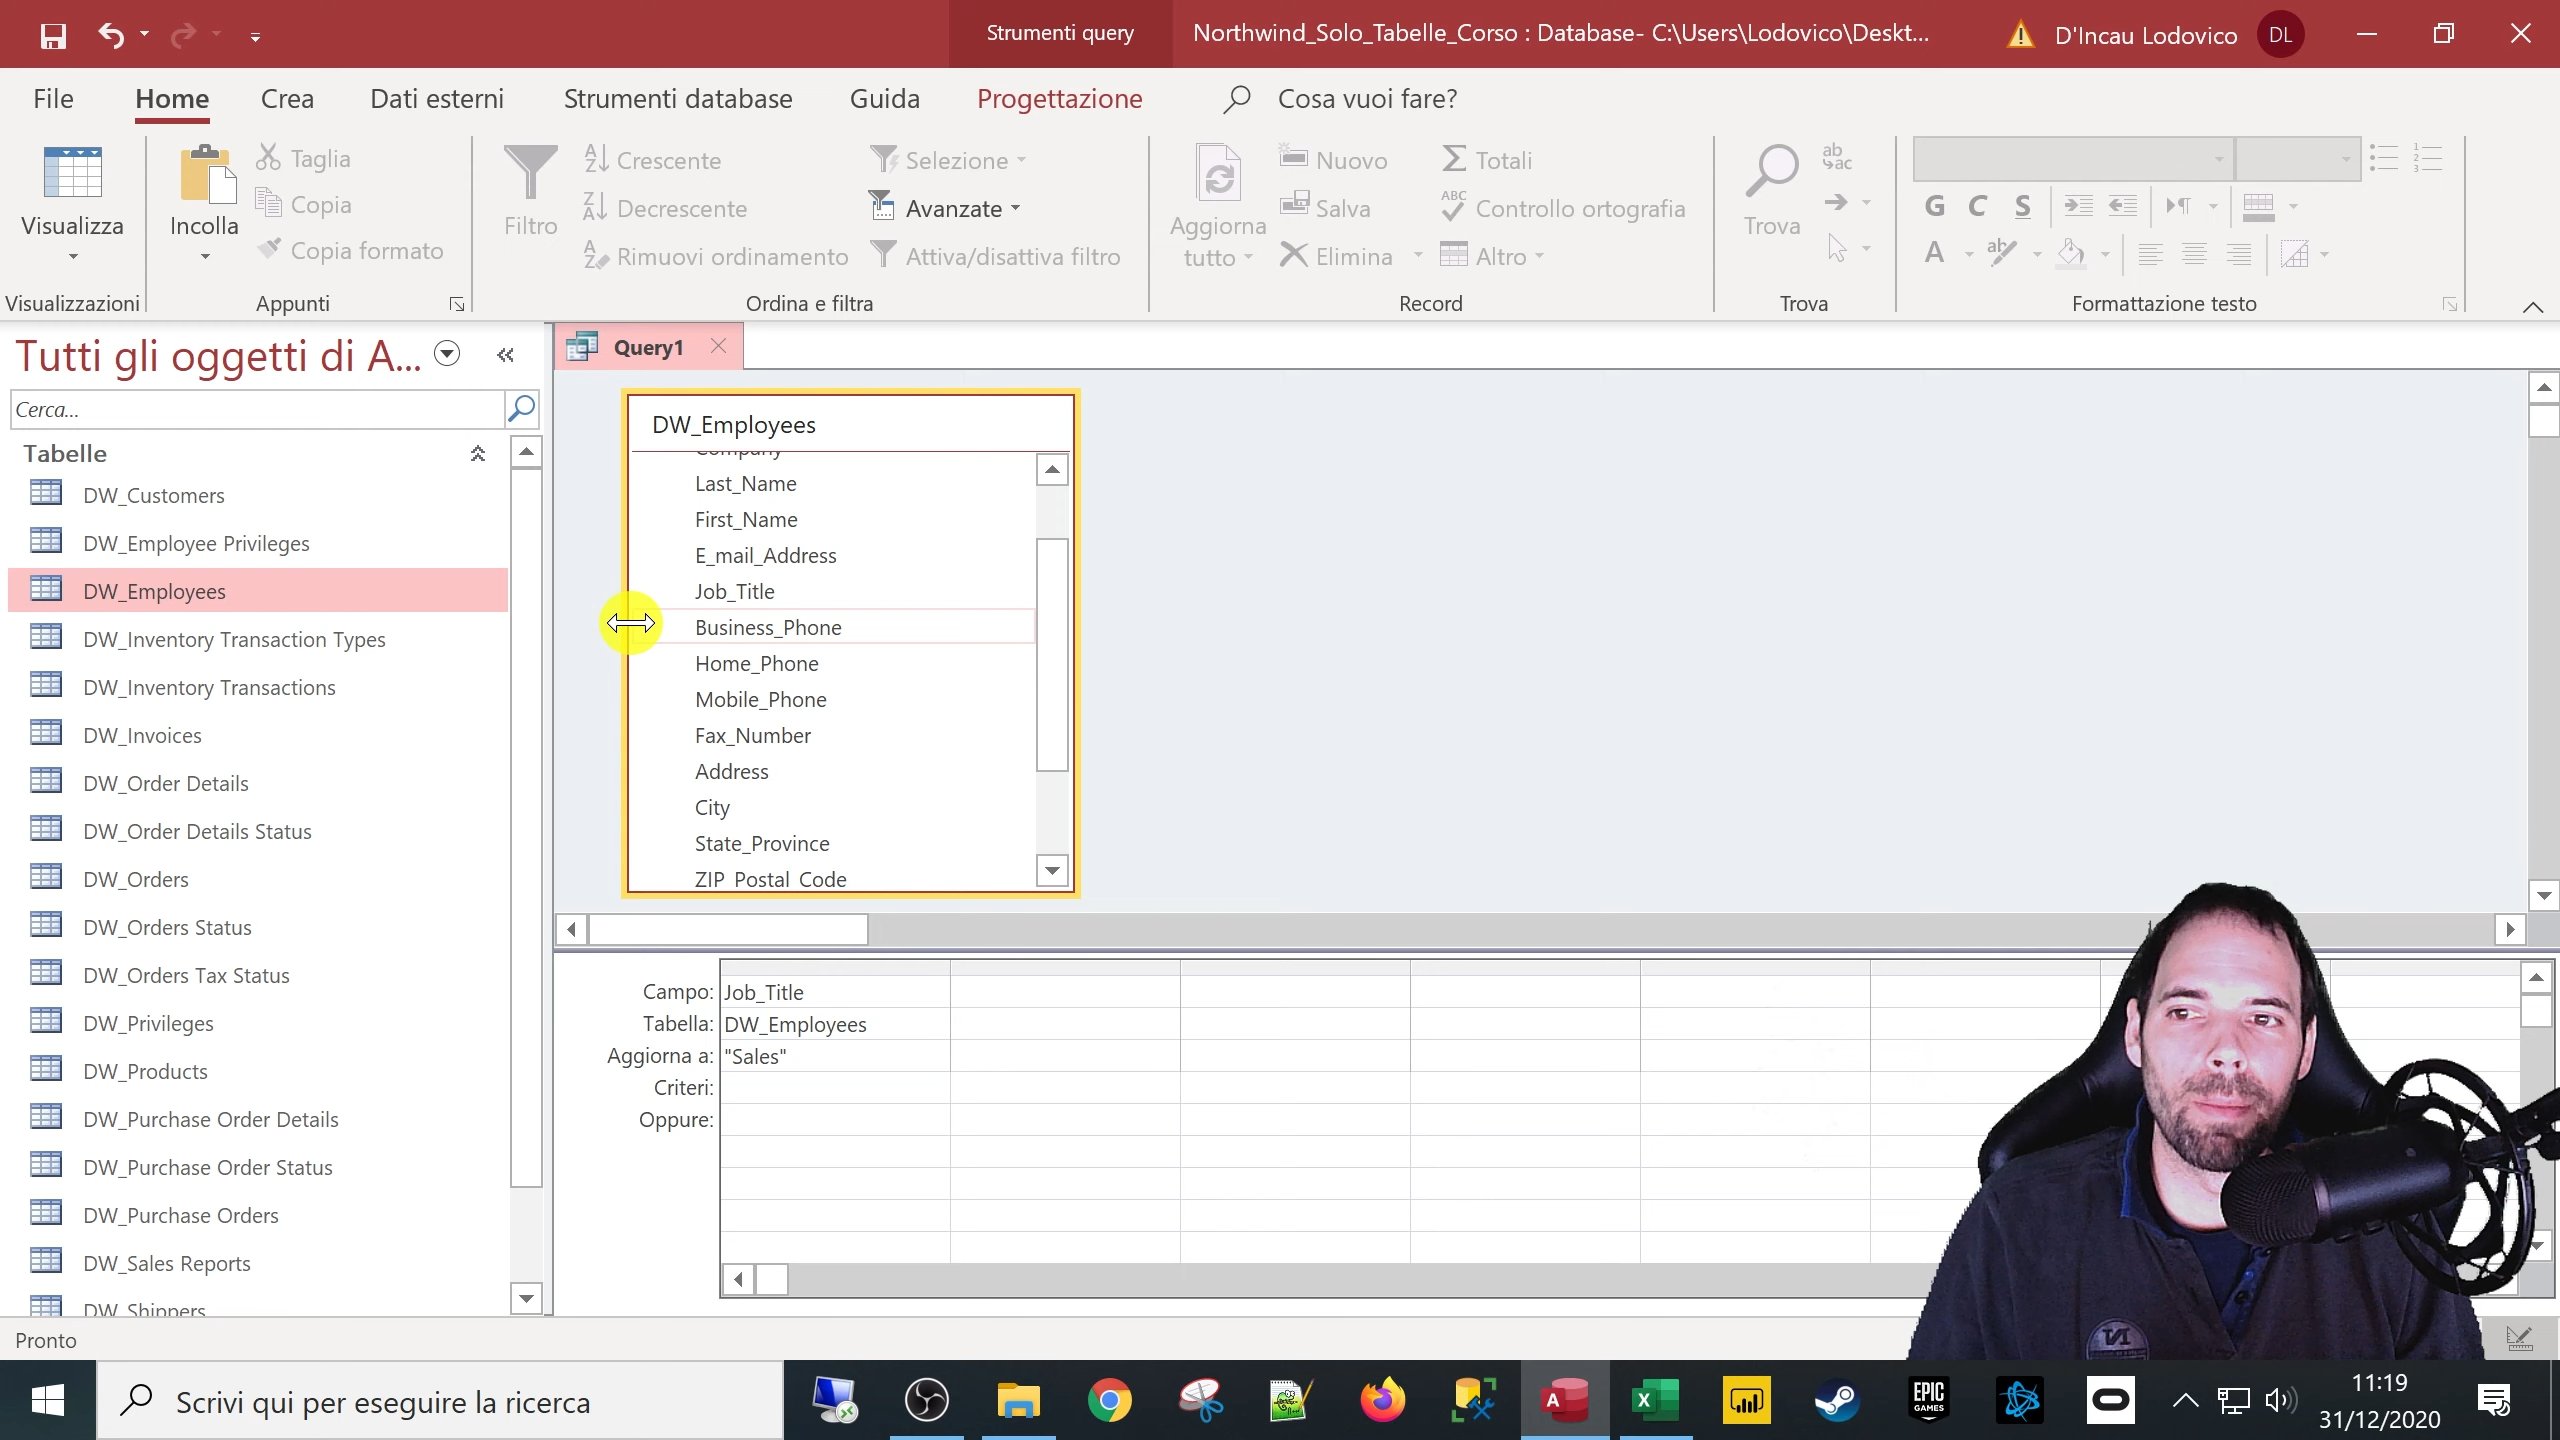 Strumenti query
Northwind_Solo_Tabelle_Corso : Database- C:\Users\Lodovico\Deskt...
D'Incau Lodovico
DL
File
Home
Crea
Dati esterni
Strumenti database
Guida
Progettazione
Cosa vuoi fare?
Visualizza
Incolla
Taglia
Copia
Copia formato
Filtro
Crescente
Decrescente
Rimuovi ordinamento
Selezione
Avanzate
Attiva/disattiva filtro
Aggiorna
tutto
Nuovo
Salva
Elimina
Totali
Controllo ortografia
Altro
Trova
G C S
A
Visualizzazioni
Appunti
Ordina e filtra
Record
Trova
Formattazione testo
Tutti gli oggetti di A...
Cerca...
Tabelle
DW_Customers
DW_Employee Privileges
DW_Employees
DW_Inventory Transaction Types
DW_Inventory Transactions
DW_Invoices
DW_Order Details
DW_Order Details Status
DW_Orders
DW_Orders Status
DW_Orders Tax Status
DW_Privileges
DW_Products
DW_Purchase Order Details
DW_Purchase Order Status
DW_Purchase Orders
DW_Sales Reports
DW_Shippers
Query1
DW_Employees
Company
Last_Name
First_Name
E_mail_Address
Job_Title
Business_Phone
Home_Phone
Mobile_Phone
Fax_Number
Address
City
State_Province
ZIP_Postal_Code
Campo: Job_Title
Tabella: DW_Employees
Aggiorna a: "Sales"
Criteri:
Oppure:
Pronto
Scrivi qui per eseguire la ricerca
EPIC
GAMES
11:19
31/12/2020